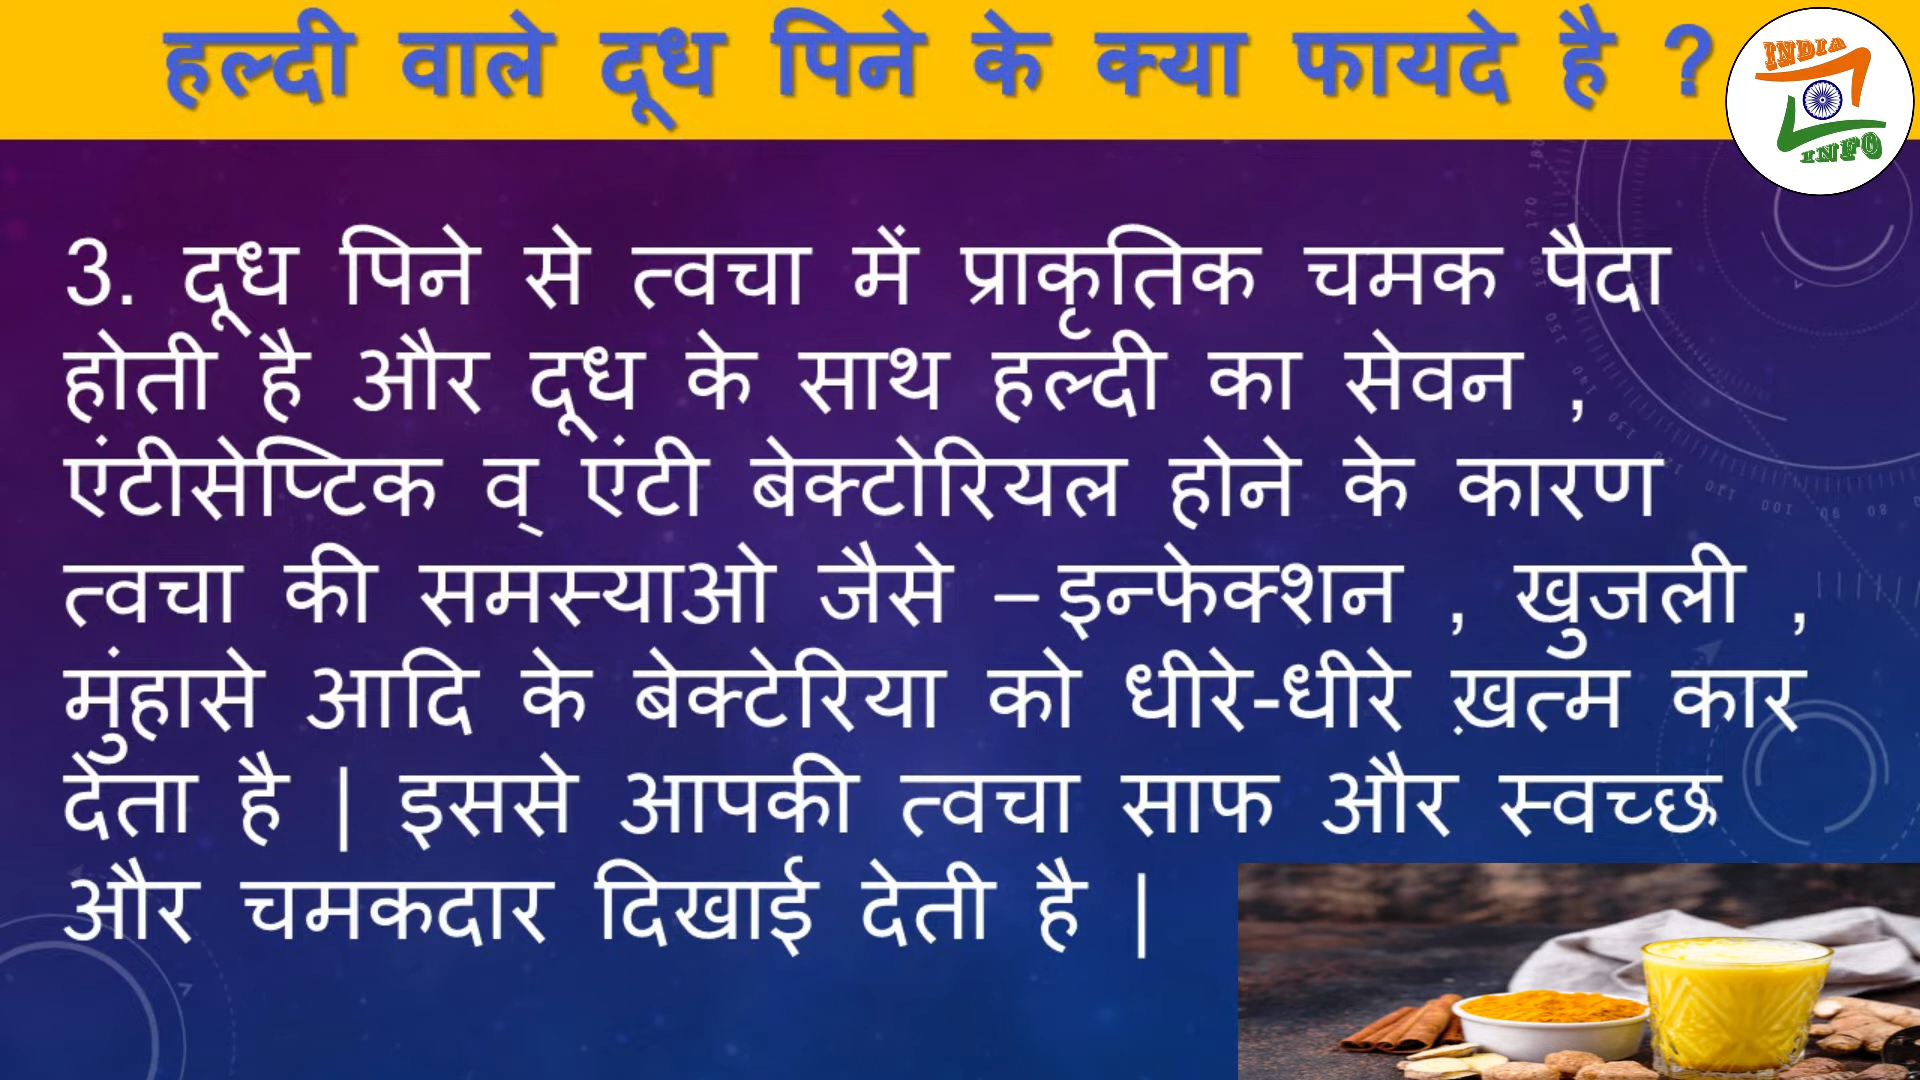 हल्दी वाले दूध पिने के क्या फायदे है ?
INDIA
INFO
3. दूध पिने से त्वचा में प्राकृतिक चमक पैदा
होती है और दूध के साथ हल्दी का सेवन ,
एंटीसेप्टिक व् एंटी बेक्टोरियल होने के कारण
त्वचा की समस्याओ जैसे – इन्फेक्शन , खुजली ,
मुंहासे आदि के बेक्टेरिया को धीरे-धीरे ख़त्म कार
देता है | इससे आपकी त्वचा साफ और स्वच्छ
और चमकदार दिखाई देती है |